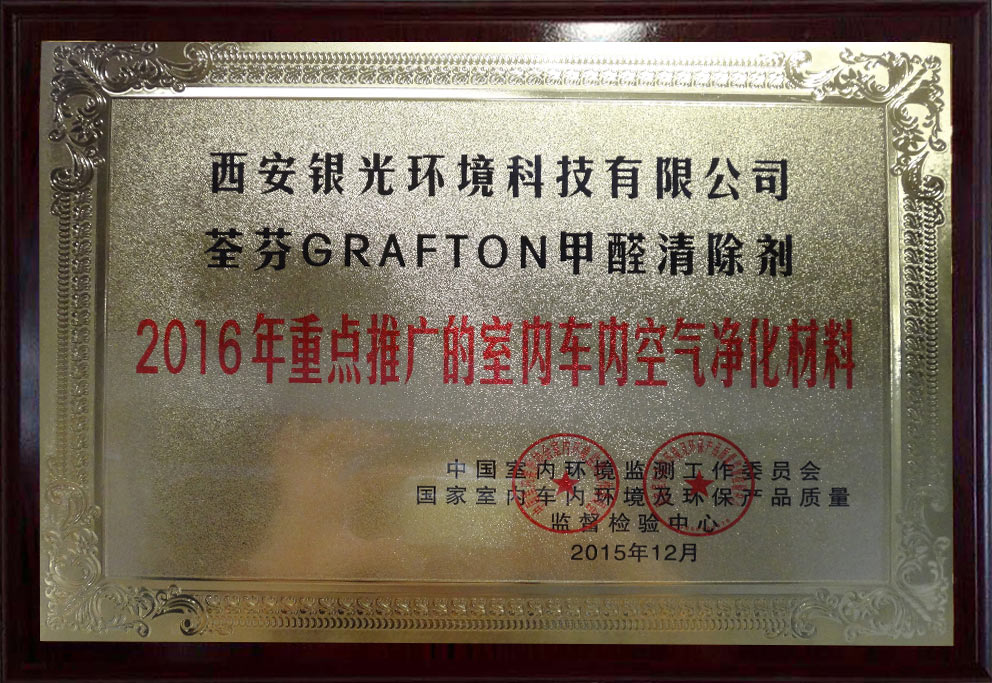 西安银光环境科技有限公司
荃芬GRAFTON甲醛清除剂
2016年重点推广的室内车内空气净化材料
中国室内环境监测工作委员会
国家室内车内环境及环保产品质量
监督检验中心
2015年12月